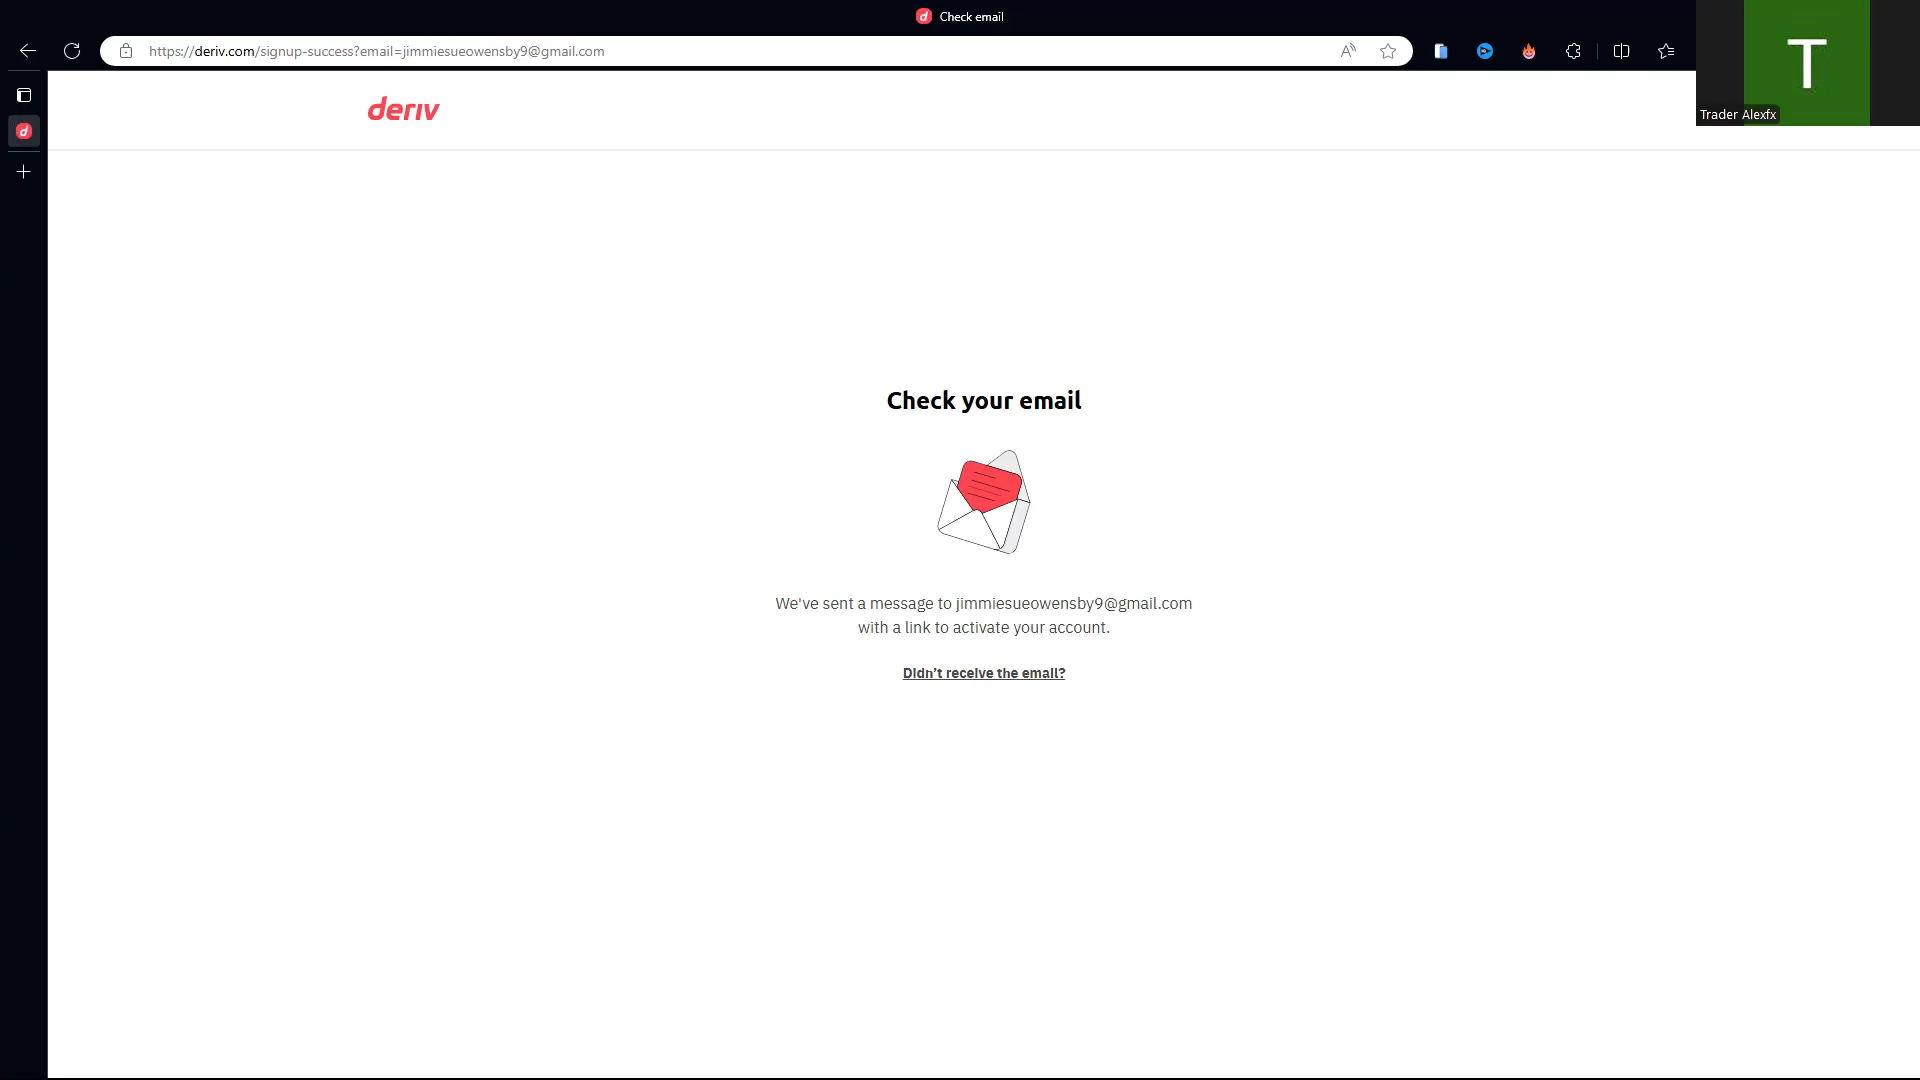 Check email
https://deriv.com/signup-success?email=jimmiesueowensby9@gmail.com
T
Trader Alexfx
deriv
Check your email
We've sent a message to jimmiesueowensby9@gmail.com
with a link to activate your account.
Didn't receive the email?